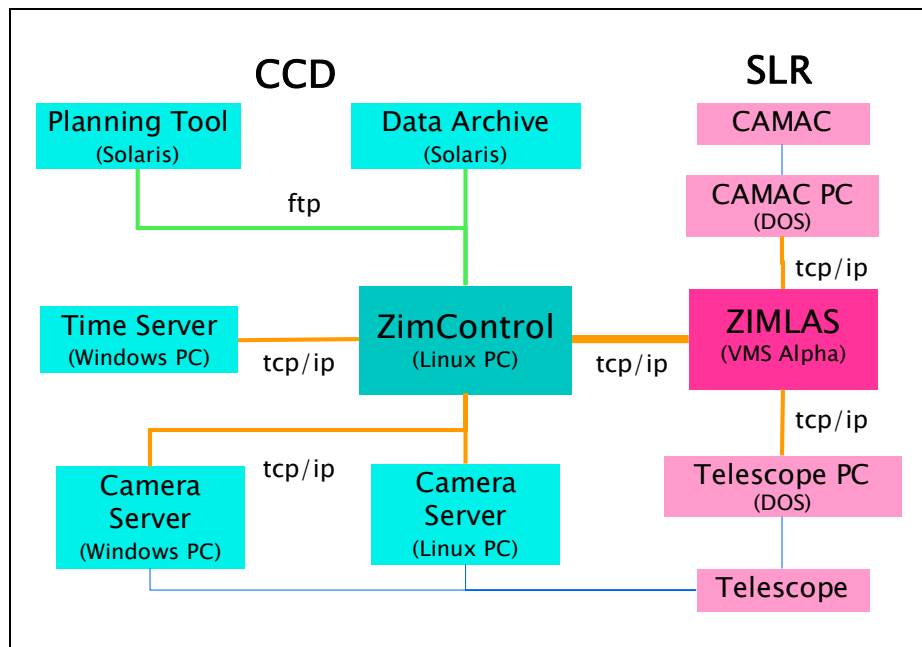 CCD
SLR
Planning Tool
(Solaris)
Data Archive
(Solaris)
CAMAC
ftp
CAMAC PC
(DOS)
tcp/ip
Time Server
(Windows PC)
tcp/ip
ZimControl
(Linux PC)
tcp/ip
ZIMLAS
(VMS Alpha)
tcp/ip
Camera
Server
(Windows PC)
tcp/ip
Camera
Server
(Linux PC)
Telescope PC
(DOS)
Telescope